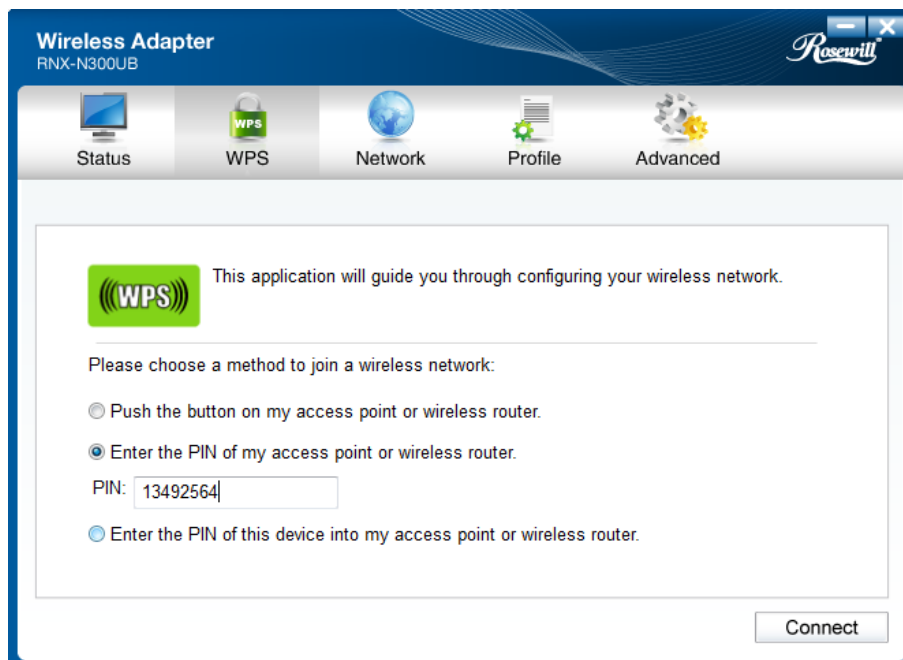 Wireless Adapter
RNX-N300UB
Rosewill
WPS
Status
WPS
Network
Profile
Advanced
WPS
This application will guide you through configuring your wireless network.
Please choose a method to join a wireless network:
Push the button on my access point or wireless router.
Enter the PIN of my access point or wireless router.
PIN: 13492564
Enter the PIN of this device into my access point or wireless router.
Connect